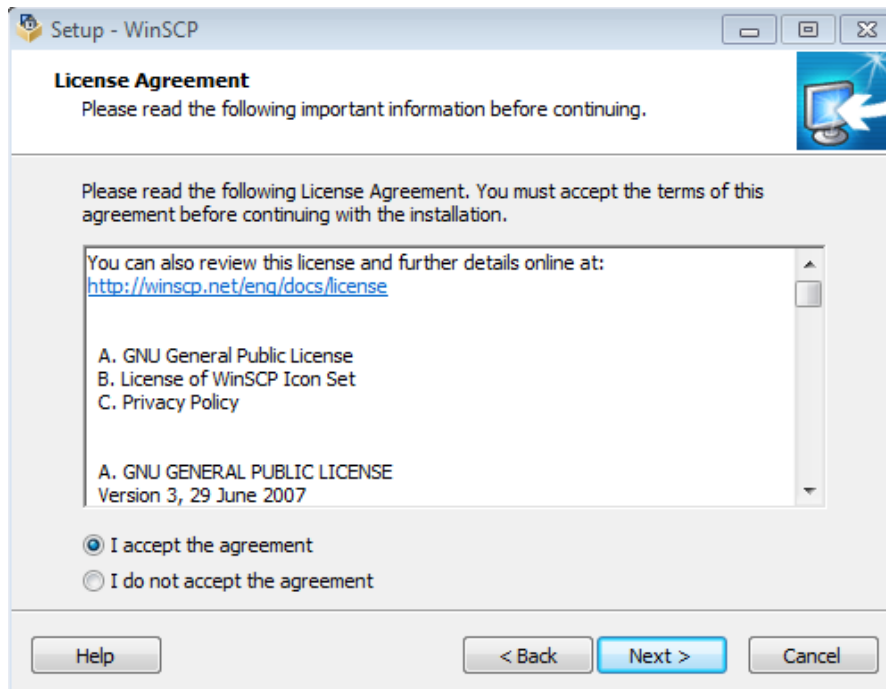 Setup - WinSCP
License Agreement
Please read the following important information before continuing.
Please read the following License Agreement. You must accept the terms of this
agreement before continuing with the installation.
You can also review this license and further details online at:
http://winscp.net/eng/docs/license
A. GNU General Public License
B. License of WinSCP Icon Set
C. Privacy Policy
A. GNU GENERAL PUBLIC LICENSE
Version 3, 29 June 2007
I accept the agreement
I do not accept the agreement
Help
< Back
Next >
Cancel